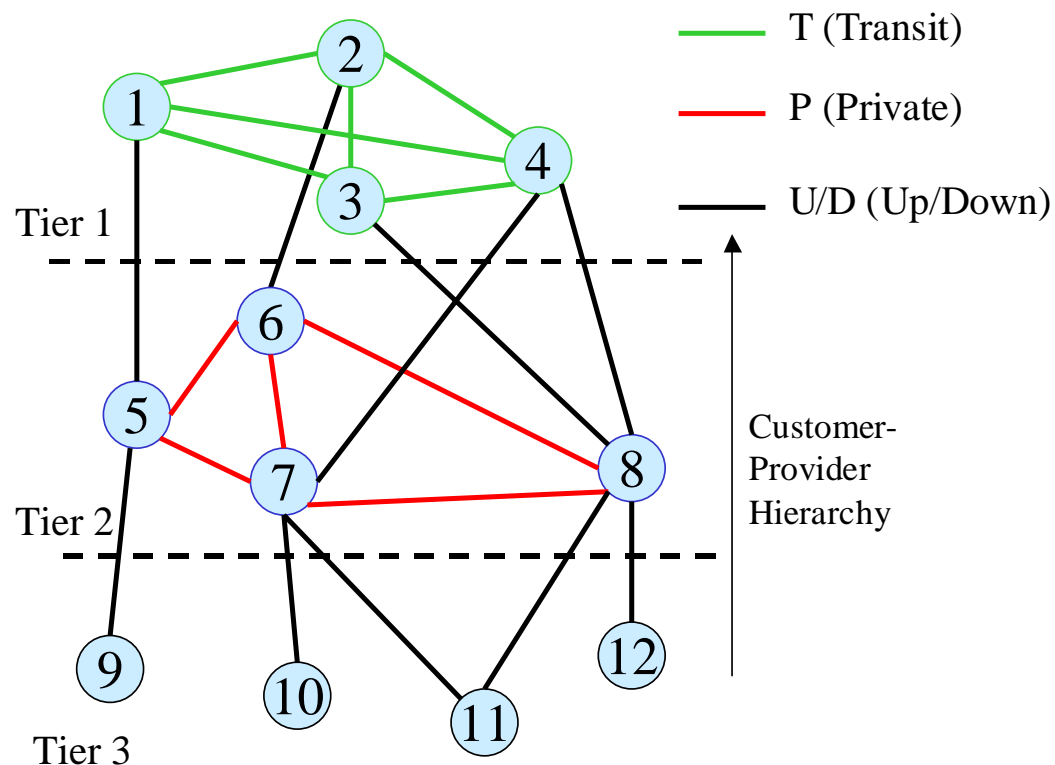 T (Transit)
2
1
P (Private)
4
3
U/D (Up/Down)
Tier 1
6
5
Customer-
Provider
Hierarchy
8
7
Tier 2
9
12
10
11
Tier 3